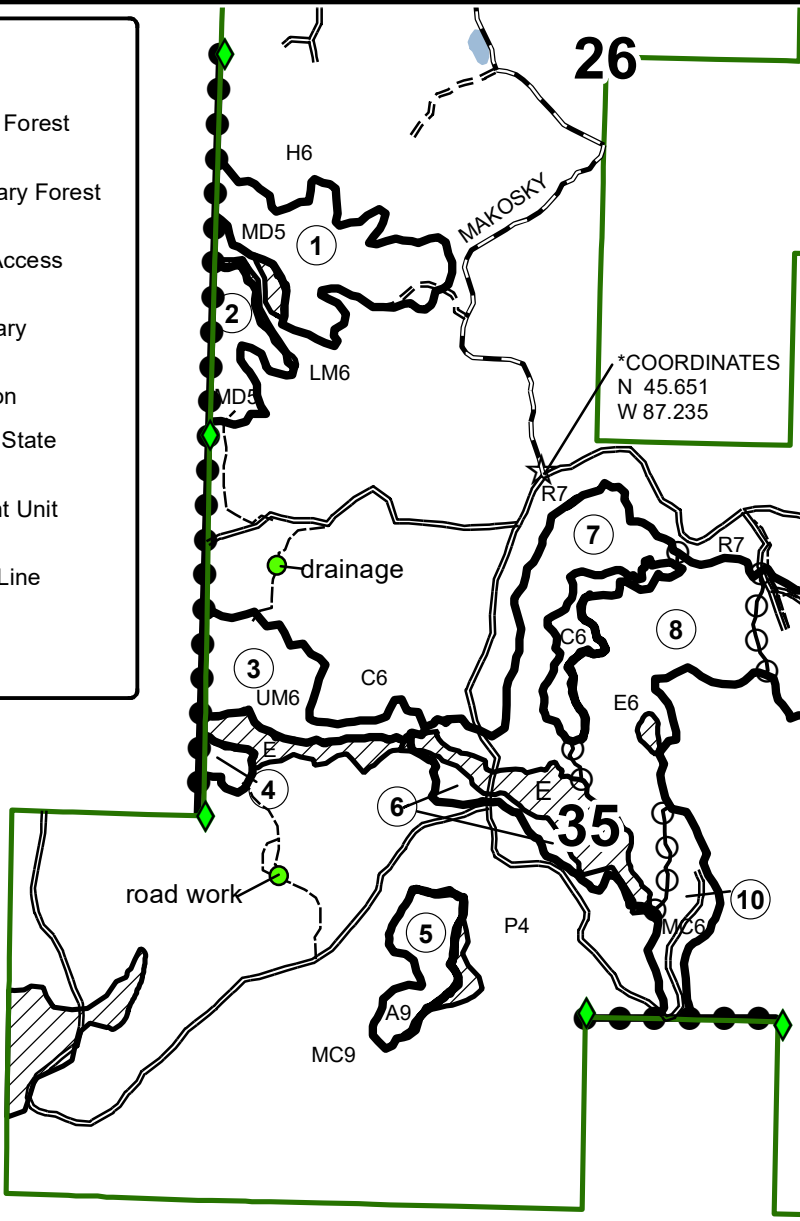 Forest
ary Forest
Access
ary
on
State
t Unit
Line
26
H6
MD5
1
MAKOSKY
2
LM6
MD5
*COORDINATES
N 45.651
W 87.235
R7
7
R7
drainage
C6
8
3
C6
UM6
E6
E
4
E
6
35
road work
10
5
P4
MC6
A9
MC9